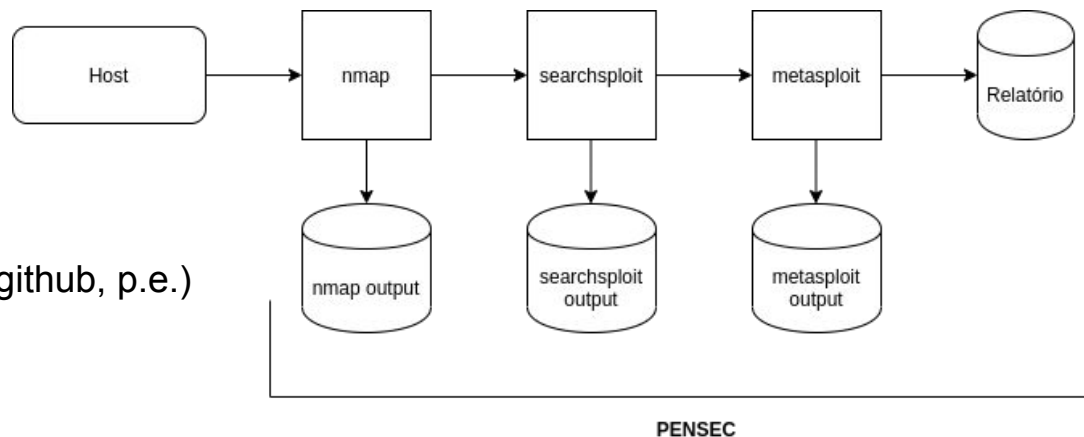 Host
nmap
searchsploit
metasploit
Relatório
nmap output
searchsploit
output
metasploit
output
github, p.e.)
PENSEC